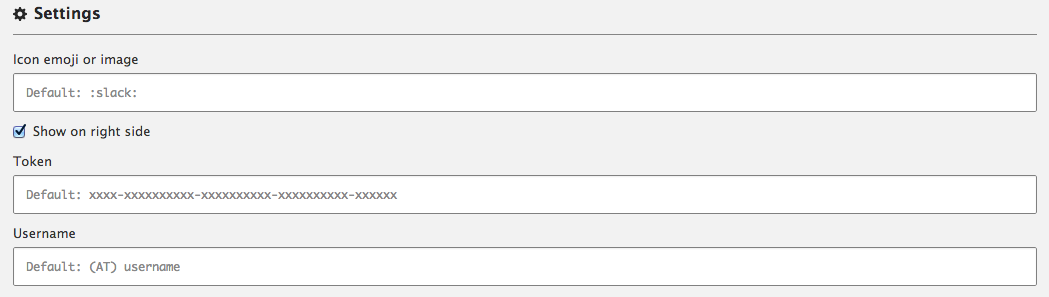 Settings
Icon emoji or image
Default: :slack:
Show on right side
Token
Default: xxxx-xxxxxxxxxx-xxxxxxxxxx-xxxxxxxxxx-xxxxxx
Username
Default: (AT) username